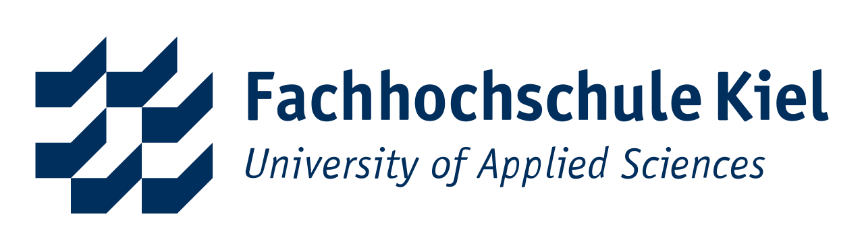 Fachhochschule Kiel
University of Applied Sciences